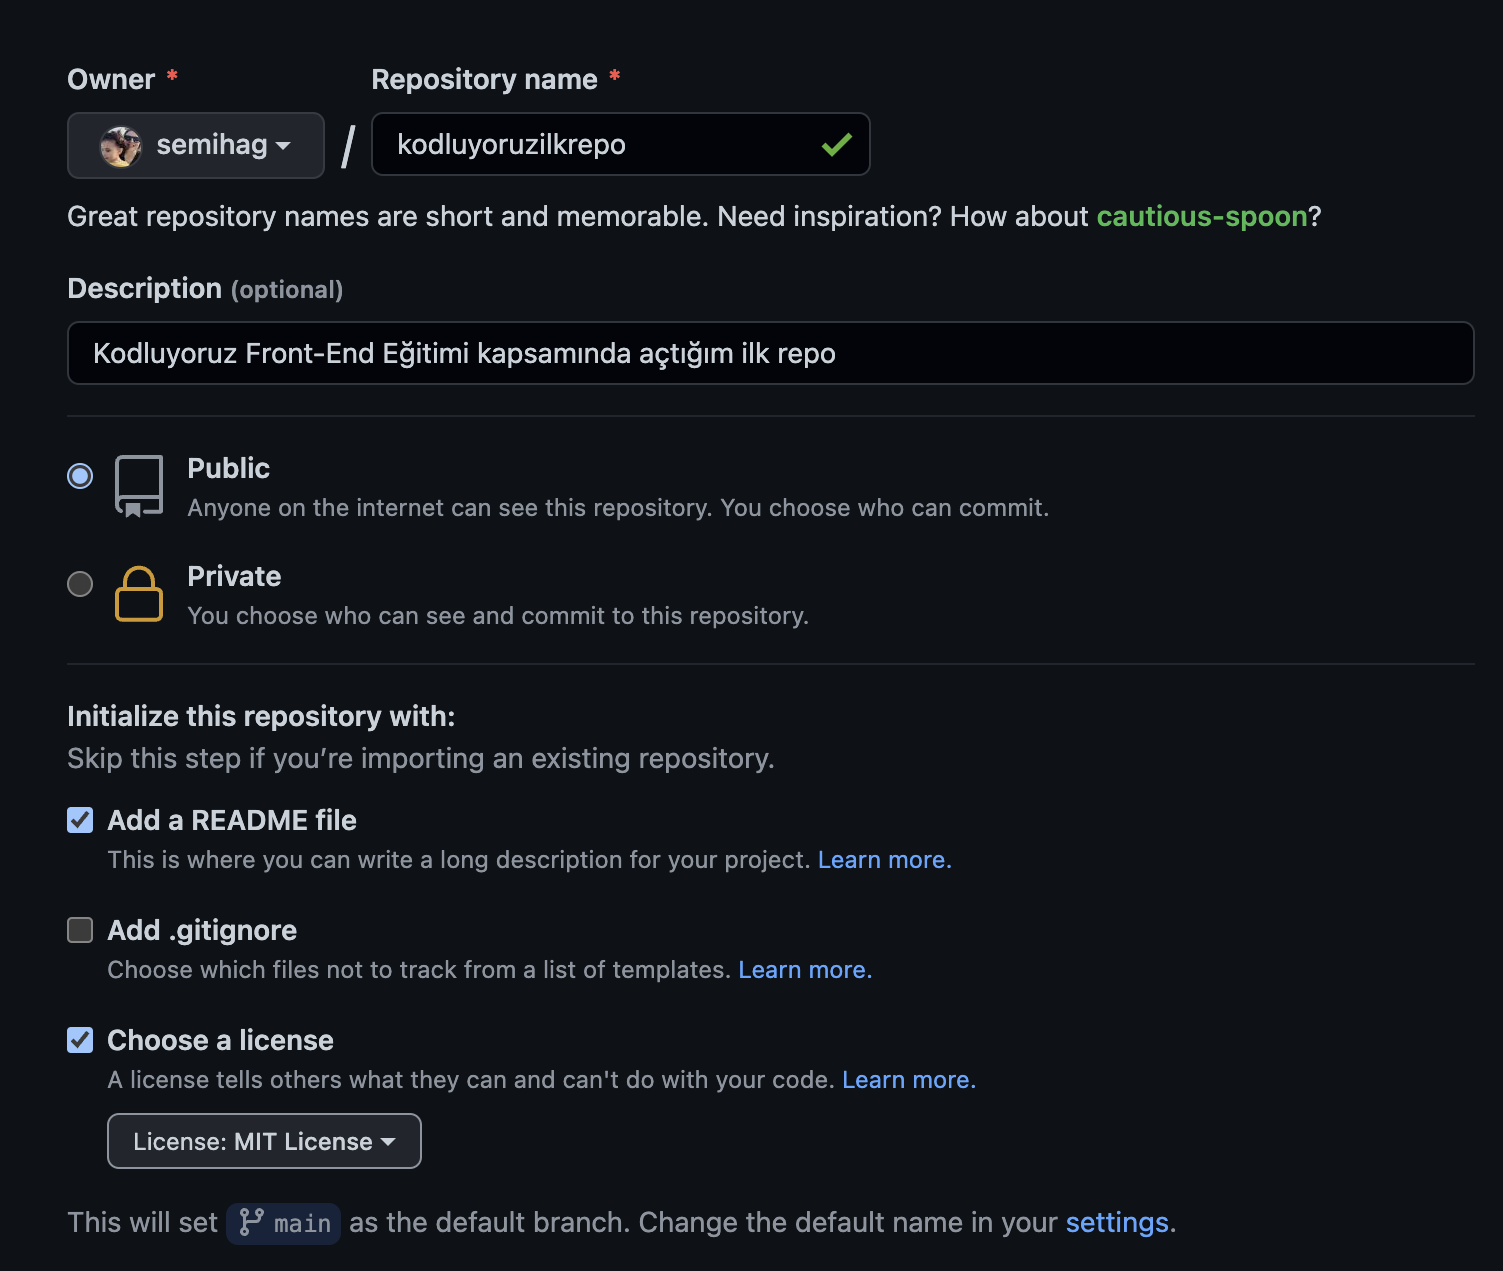 Owner *
Repository name *
semihag
/
kodluyoruzilkrepo
Great repository names are short and memorable. Need inspiration? How about cautious-spoon?
Description (optional)
Kodluyoruz Front-End Eğitimi kapsamında açtığım ilk repo
Public
Anyone on the internet can see this repository. You choose who can commit.
Private
You choose who can see and commit to this repository.
Initialize this repository with:
Skip this step if you’re importing an existing repository.
Add a README file
This is where you can write a long description for your project. Learn more.
Add .gitignore
Choose which files not to track from a list of templates. Learn more.
Choose a license
A license tells others what they can and can't do with your code. Learn more.
License: MIT License
This will set main as the default branch. Change the default name in your settings.